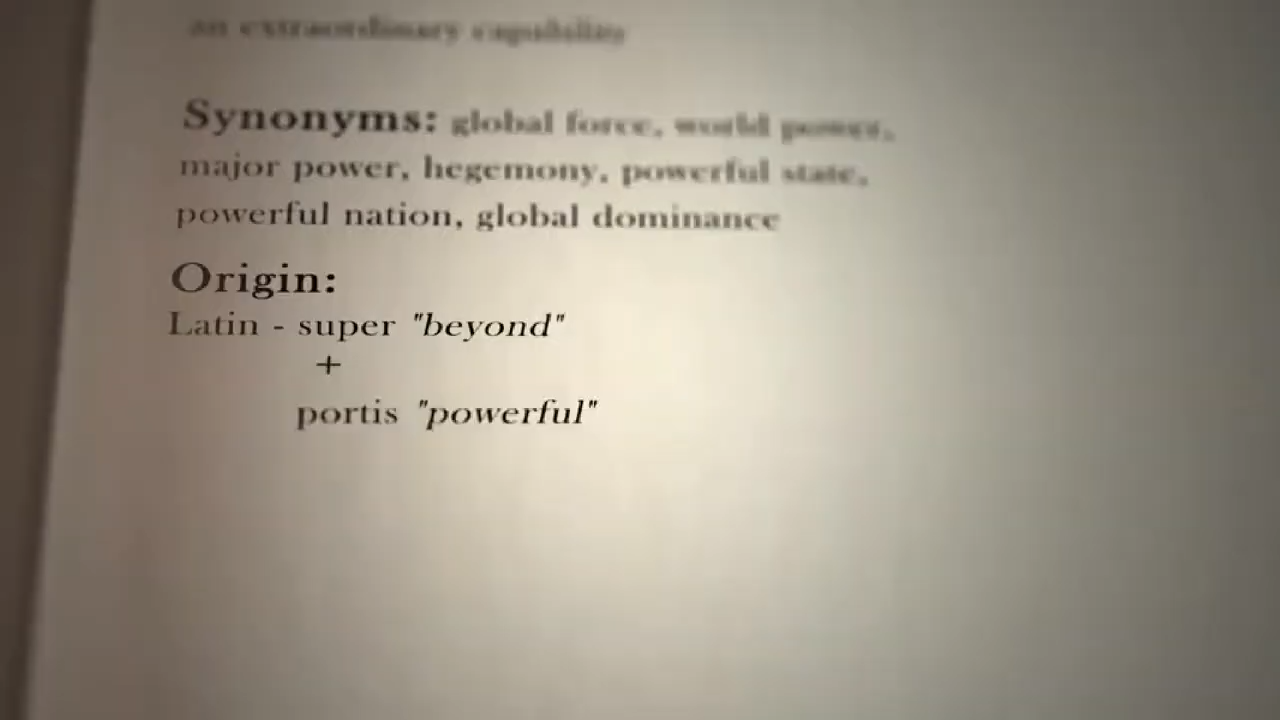 an extraordinary capability
Synonyms: global force, world power,
major power, hegemony, powerful state,
powerful nation, global dominance
Origin:
Latin - super "beyond"
+
portis "powerful"